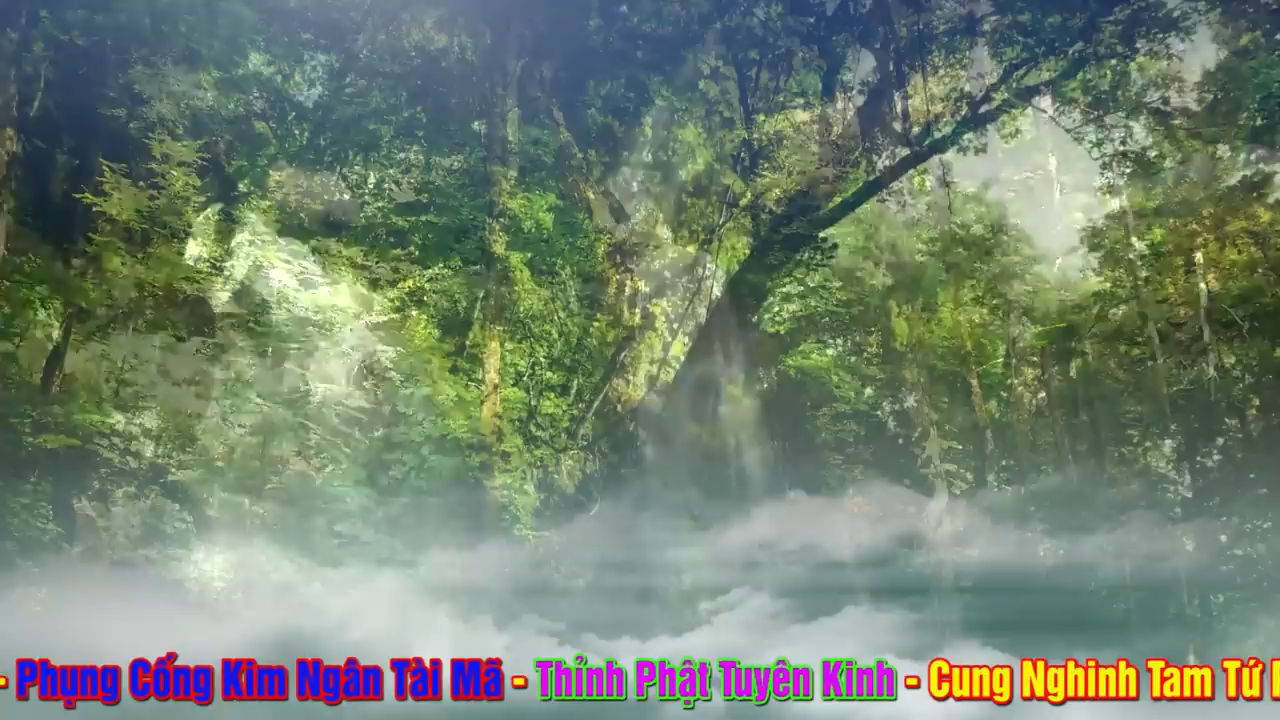 - Phụng Cống Kim Ngân Tài Mã - Thỉnh Phật Tuyên Kinh - Cung Nghinh Tam Tứ